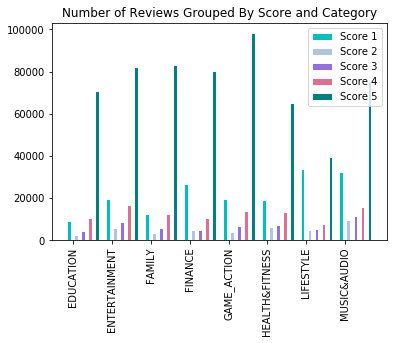 Number of Reviews Grouped By Score and Category
100000
80000
60000
40000
20000
0
Score 1
Score 2
Score 3
Score 4
Score 5
EDUCATION
ENTERTAINMENT
FAMILY
FINANCE
GAME_ACTION
HEALTH&FITNESS
LIFESTYLE
MUSIC&AUDIO